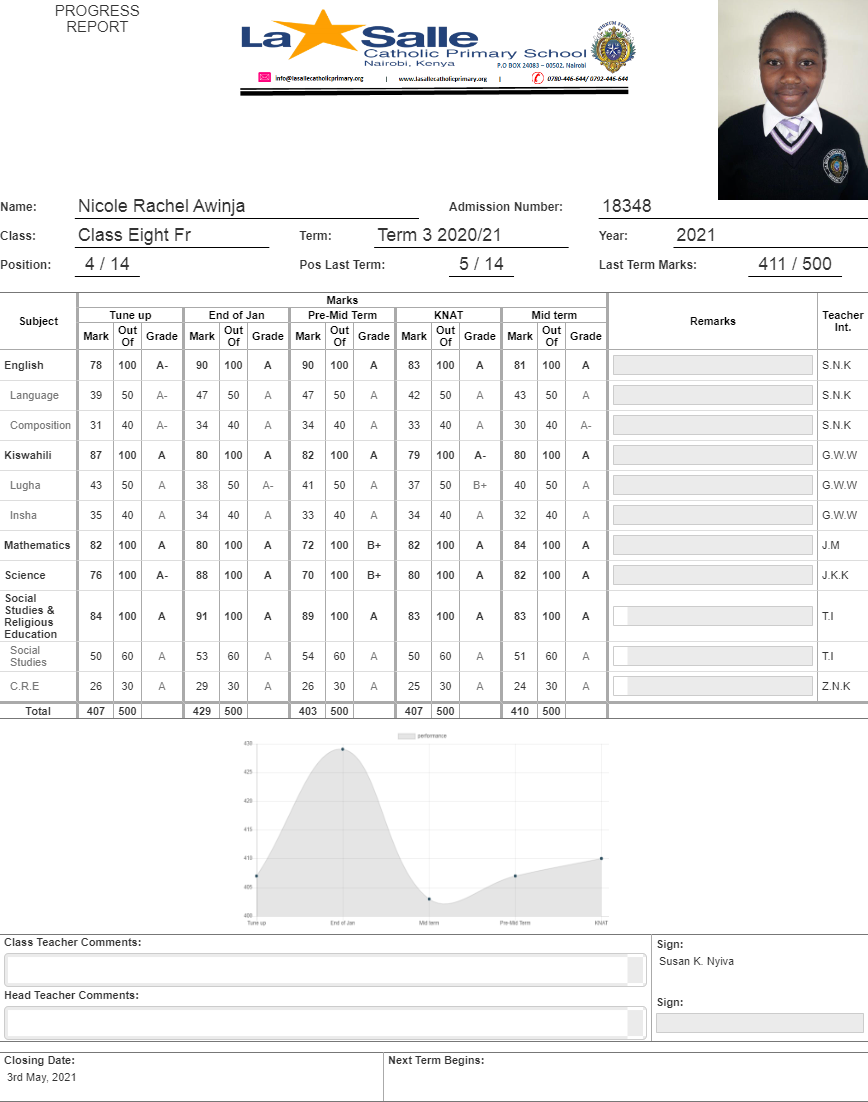 PROGRESS
REPORT
La Salle
Catholic Primary School
Nairobi, Kenya
P.O BOX 24083 – 00502, Nairobi
info@lasallecatholicprimary.org | www.lasallecatholicprimary.org | 0780-446-644/ 0792-446-644
Name: Nicole Rachel Awinja Admission Number: 18348
Class: Class Eight Fr Term: Term 3 2020/21 Year: 2021
Position: 4 / 14 Pos Last Term: 5 / 14 Last Term Marks: 411 / 500
Subject Marks Remarks Teacher Int.
Tune up End of Jan Pre-Mid Term KNAT Mid term
Mark Out Of Grade Mark Out Of Grade Mark Out Of Grade Mark Out Of Grade Mark Out Of Grade
English 78 100 A- 90 100 A 90 100 A 83 100 A 81 100 A S.N.K
Language 39 50 A- 47 50 A 47 50 A 42 50 A 43 50 A S.N.K
Composition 31 40 A- 34 40 A 34 40 A 33 40 A 30 40 A- S.N.K
Kiswahili 87 100 A 80 100 A 82 100 A 79 100 A- 80 100 A G.W.W
Lugha 43 50 A 38 50 A- 41 50 A 37 50 B+ 40 50 A G.W.W
Insha 35 40 A 34 40 A 33 40 A 34 40 A 32 40 A G.W.W
Mathematics 82 100 A 80 100 A 72 100 B+ 82 100 A 84 100 A J.M
Science 76 100 A- 88 100 A 70 100 B+ 80 100 A 82 100 A J.K.K
Social
Studies &
Religious
Education 84 100 A 91 100 A 89 100 A 83 100 A 83 100 A T.I
Social
Studies 50 60 A 53 60 A 54 60 A 50 60 A 51 60 A T.I
C.R.E 26 30 A 29 30 A 26 30 A 25 30 A 24 30 A Z.N.K
Total 407 500 429 500 403 500 407 500 410 500
performance
430
425
420
415
410
405
400
Tune up End of Jan Mid term Pre-Mid Term KNAT
Class Teacher Comments: Sign:
Susan K. Nyiva
Head Teacher Comments: Sign:
Closing Date: Next Term Begins:
3rd May, 2021